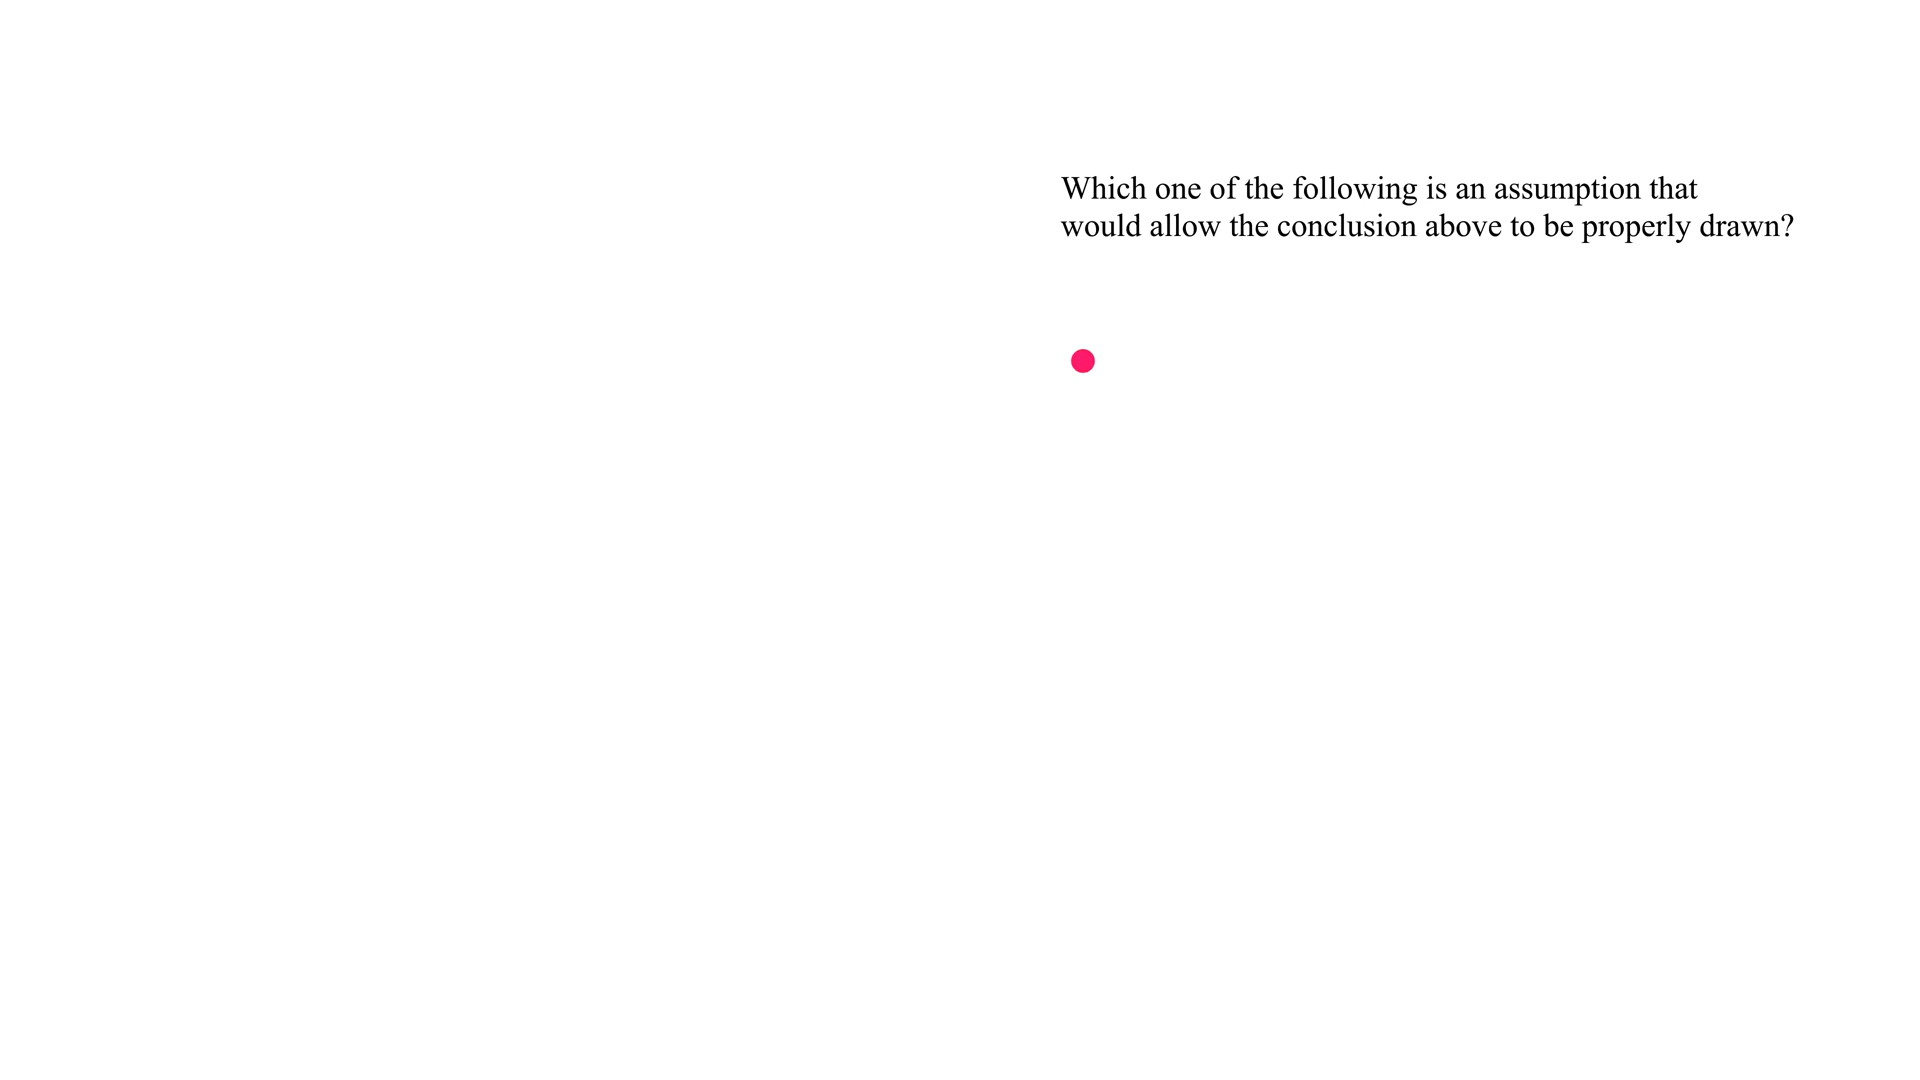 Which one of the following is an assumption that
would allow the conclusion above to be properly drawn?